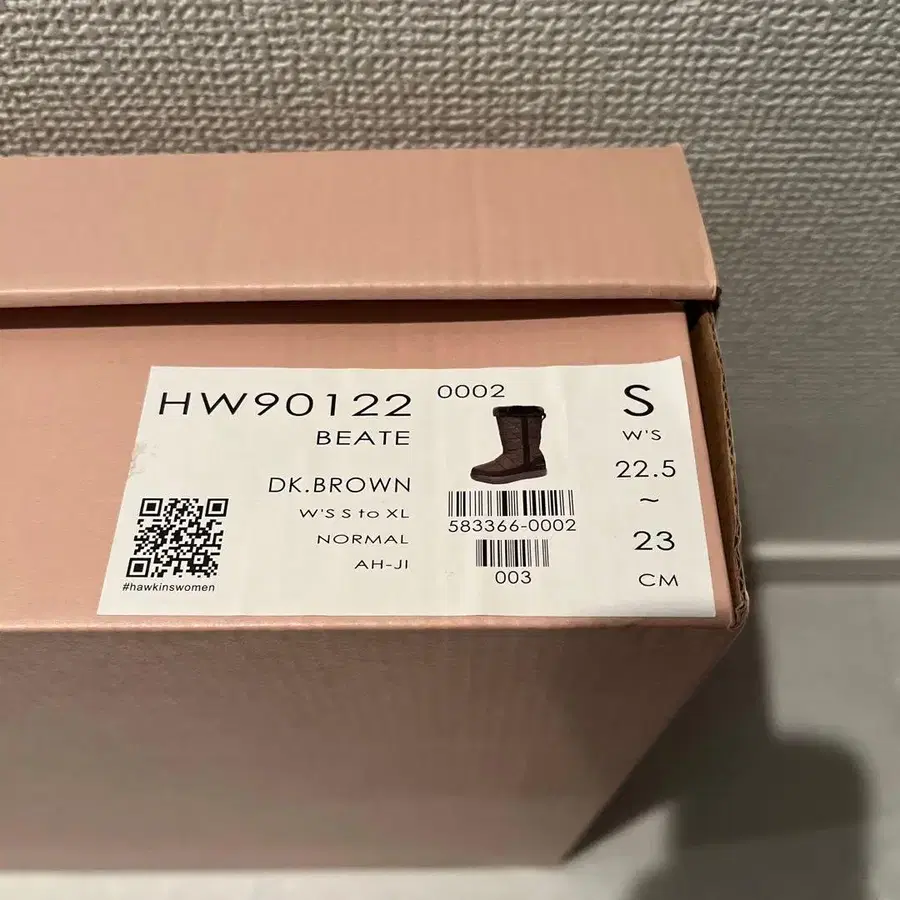 HW90122
BEATE
DK.BROWN
W'S S to XL
NORMAL
AH-JI
#hawkinswomen
0002
583366-0002
003
S
W'S
22.5
~
23
CM